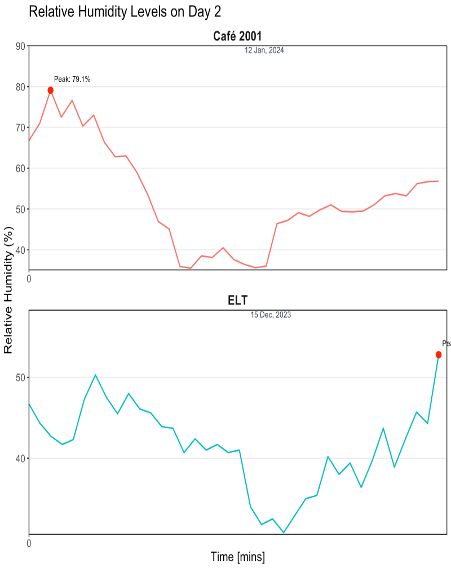 Relative Humidity Levels on Day 2
Café 2001
12 Jan, 2024
90
Peak: 79.1%
80
70
60
50
40
0
Relative Humidity (%)
ELT
15 Dec, 2023
50
40
0
Time [mins]